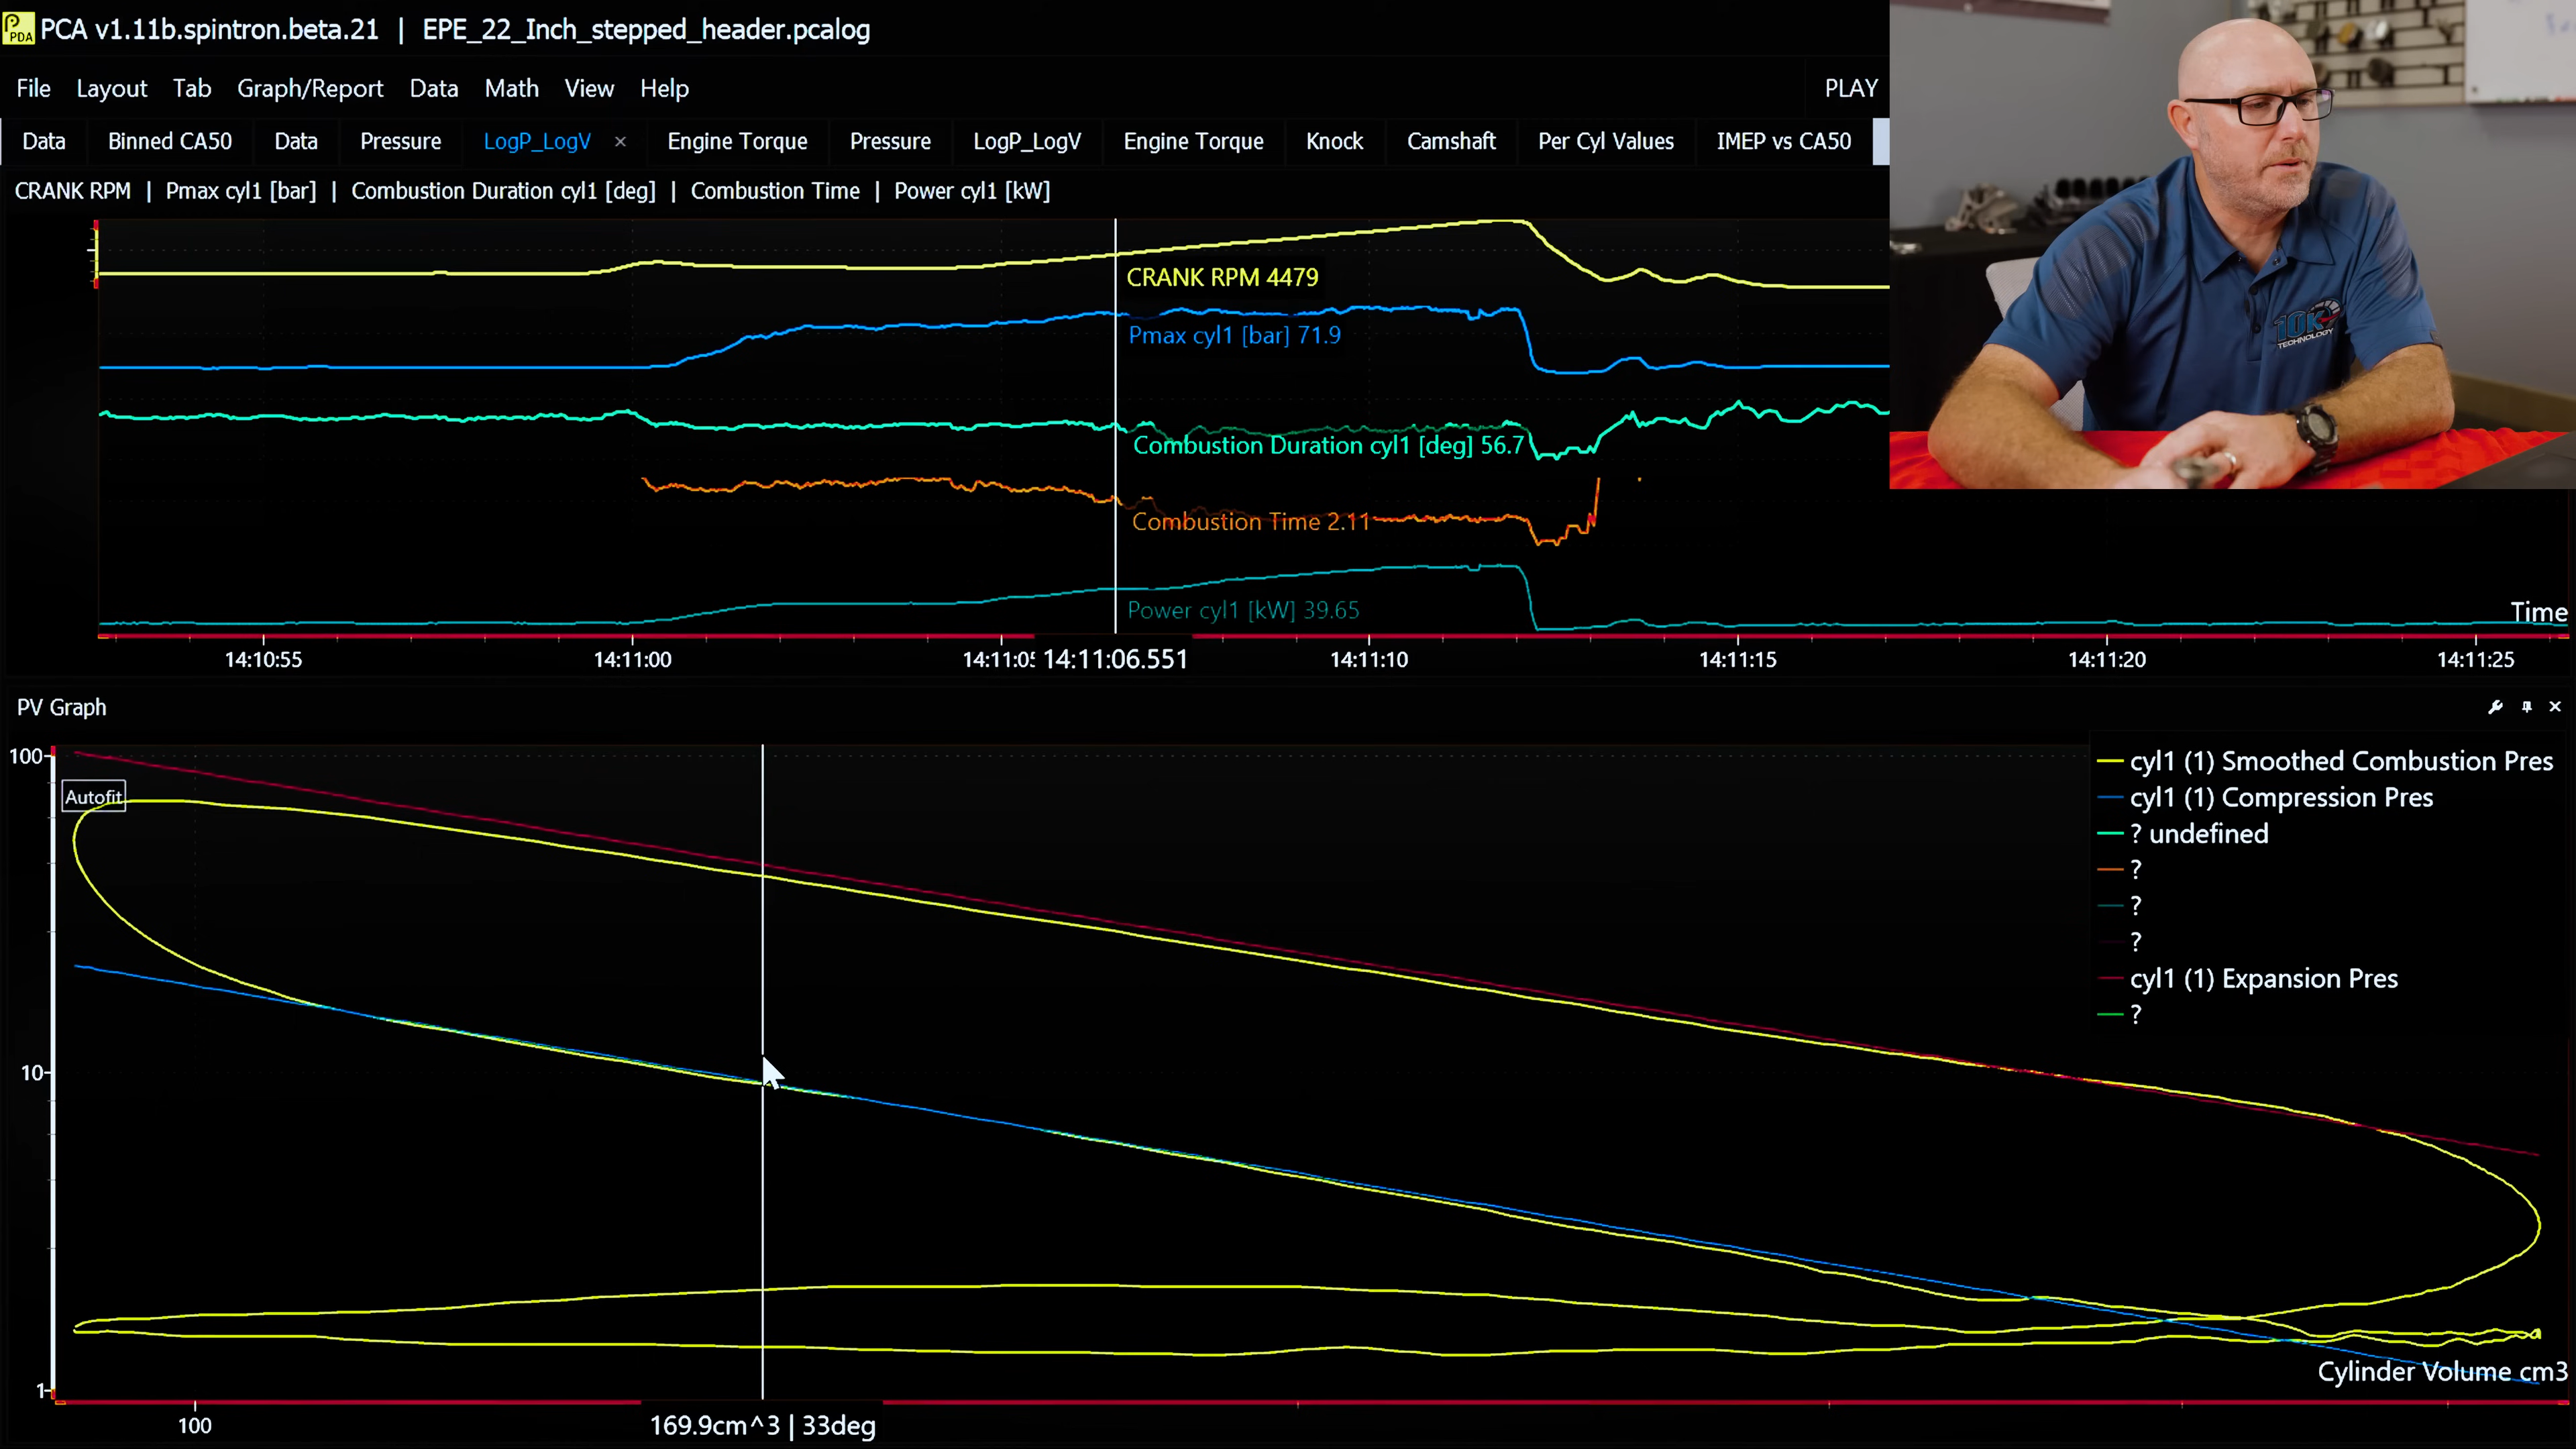 PDA PCA v1.11b.spintron.beta.21 | EPE_22_Inch_stepped_header.pcalog
File Layout Tab Graph/Report Data Math View Help PLAY
Data Binned CA50 Data Pressure LogP_LogV × Engine Torque Pressure LogP_LogV Engine Torque Knock Camshaft Per Cyl Values IMEP vs CA50
CRANK RPM | Pmax cyl1 [bar] | Combustion Duration cyl1 [deg] | Combustion Time | Power cyl1 [kW]
CRANK RPM 4479
Pmax cyl1 [bar] 71.9
Combustion Duration cyl1 [deg] 56.7
Combustion Time 2.11
Power cyl1 [kW] 39.65
Time
14:10:55 14:11:00 14:11:05 14:11:06.551 14:11:10 14:11:15 14:11:20 14:11:25
10K
TECHNOLOGY
PV Graph
100
Autofit
10
1
cyl1 (1) Smoothed Combustion Pres
cyl1 (1) Compression Pres
? undefined
?
?
?
cyl1 (1) Expansion Pres
?
Cylinder Volume cm3
100 169.9cm^3 | 33deg